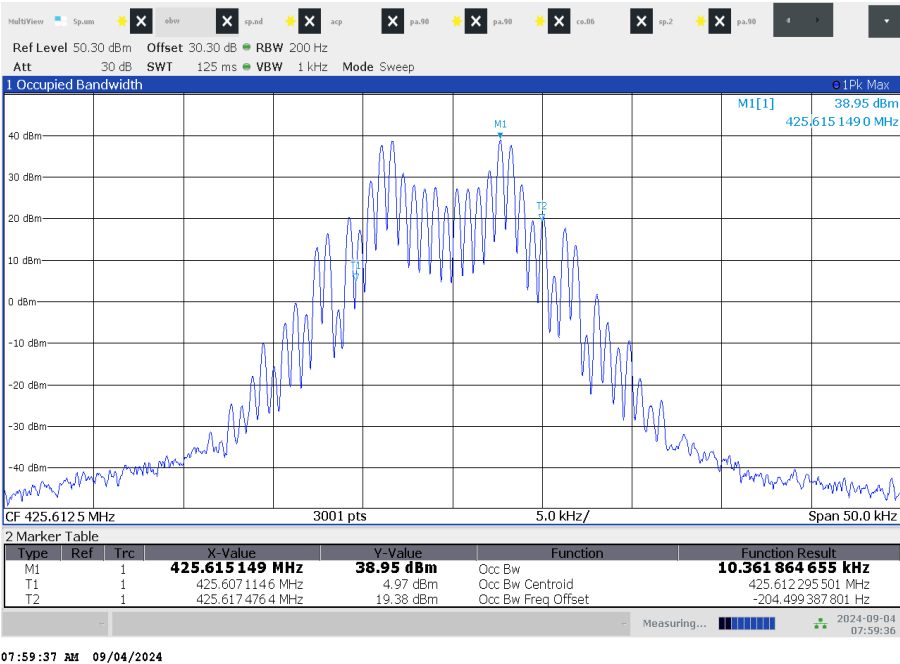 MultiView Sp.um obw sp.nd acp pa.90 pa.90 co.06 sp.2 pa.90
Ref Level 50.30 dBm Offset 30.30 dB RBW 200 Hz
Att 30 dB SWT 125 ms VBW 1 kHz Mode Sweep
1 Occupied Bandwidth 1Pk Max
M1[1] 38.95 dBm
425.615 149 0 MHz
M1
40 dBm
30 dBm
T2
20 dBm
T1
10 dBm
0 dBm
-10 dBm
-20 dBm
-30 dBm
-40 dBm
CF 425.612 5 MHz 3001 pts 5.0 kHz/ Span 50.0 kHz
2 Marker Table
Type Ref Trc X-Value Y-Value Function Function Result
M1 1 425.615 149 MHz 38.95 dBm Occ Bw 10.361 864 655 kHz
T1 1 425.607 114 6 MHz 4.97 dBm Occ Bw Centroid 425.612 295 501 MHz
T2 1 425.617 476 4 MHz 19.38 dBm Occ Bw Freq Offset -204.499 387 801 Hz
Measuring... 2024-09-04
07:59:36
07:59:37 AM 09/04/2024